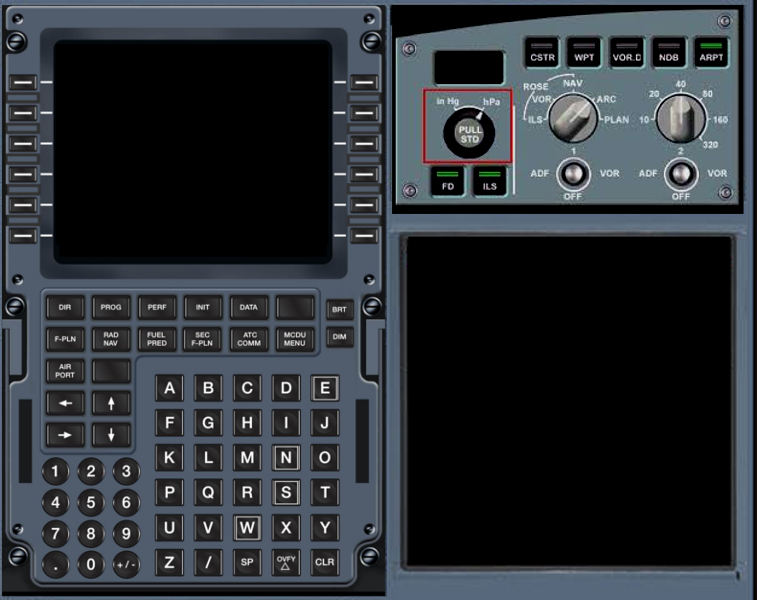 DIR PROG PERF INIT DATA BRT
F-PLN RAD NAV FUEL PRED SEC F-PLN ATC COMM MCDU MENU DIM
AIR PORT
← ↑
→ ↓
A B C D E
F G H I J
K L M N O
P Q R S T
U V W X Y
Z / SP OVFY △ CLR
1 2 3
4 5 6
7 8 9
. 0 +/-
CSTR WPT VOR.D NDB ARPT
in Hg hPa
PULL
STD
FD ILS
ROSE
ILS VOR NAV ARC PLAN
10 20 40 80 160 320
1
ADF VOR
OFF
2
ADF VOR
OFF